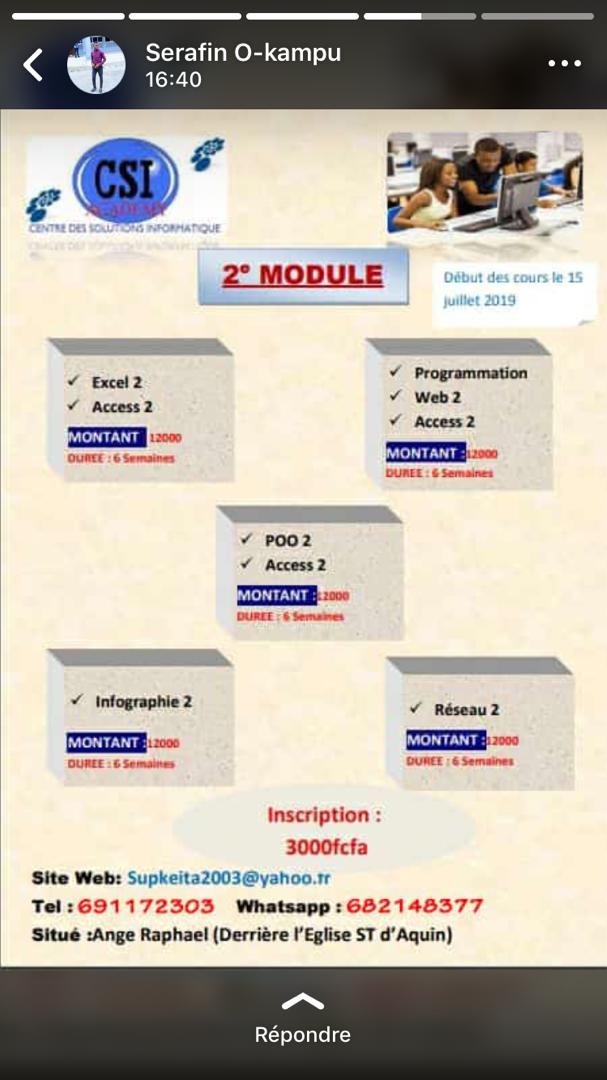 Serafin O-kampu
16:40
CSI
ACADEMY
CENTRE DES SOLUTIONS INFORMATIQUE
2° MODULE
Début des cours le 15
juillet 2019
✓ Excel 2
✓ Access 2
MONTANT 12000
DUREE : 6 Semaines
✓ Programmation
✓ Web 2
✓ Access 2
MONTANT :12000
DUREE : 6 Semaines
✓ POO 2
✓ Access 2
MONTANT :12000
DUREE : 6 Semaines
✓ Infographie 2
MONTANT :12000
DUREE : 6 Semaines
✓ Réseau 2
MONTANT :12000
DUREE : 6 Semaines
Inscription :
3000fcfa
Site Web: Supkeita2003@yahoo.fr
Tel : 691172303 Whatsapp : 682148377
Situé :Ange Raphael (Derrière l'Eglise ST d'Aquin)
Répondre